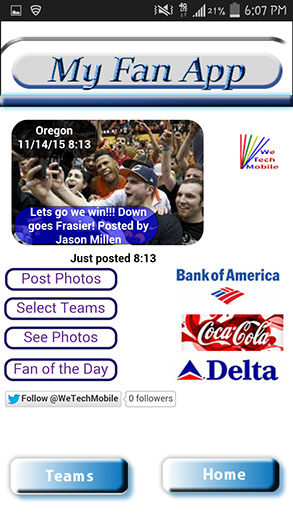 4G LTE 21% 6:07 PM
My Fan App
Oregon
11/14/15 8:13
Lets go we win!!! Down
goes Frasier! Posted by
Jason Millen
We
Tech
Mobile
Just posted 8:13
Post Photos
Select Teams
See Photos
Fan of the Day
Bank of America
Coca-Cola
Delta
Follow @WeTechMobile
0 followers
Teams
Home